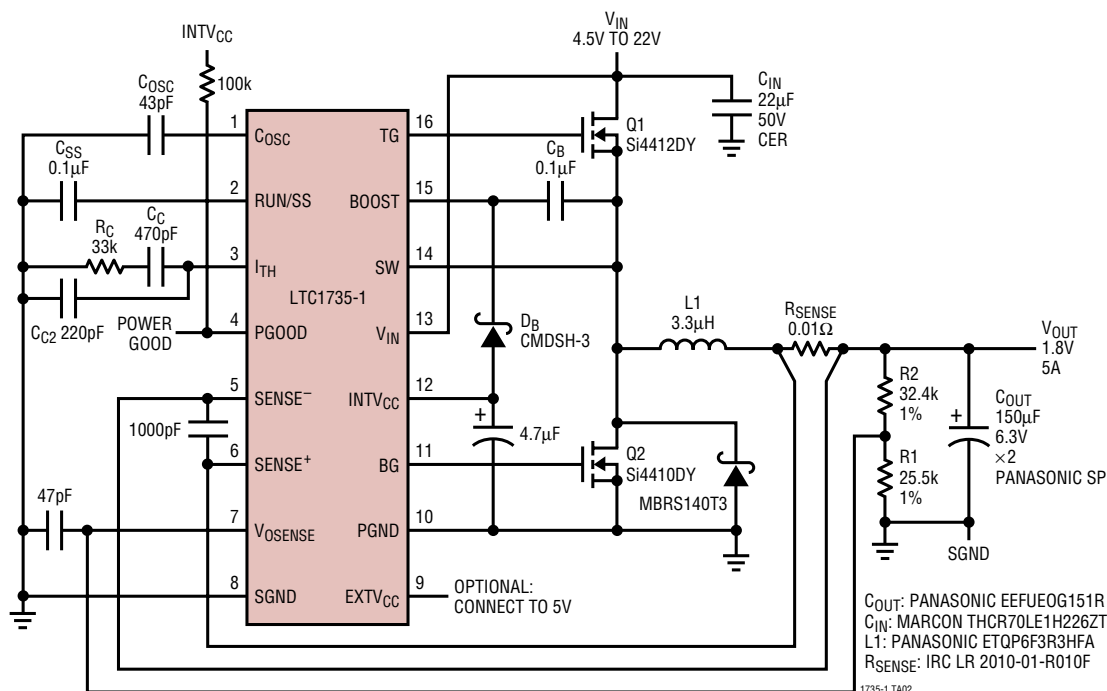 V_IN
4.5V TO 22V
INTV_CC
100k
C_OSC
43pF
C_IN
22µF
50V
CER
1
C_OSC
TG
16
Q1
Si4412DY
C_SS
0.1µF
C_B
0.1µF
2
RUN/SS
BOOST
15
R_C
33k
C_C
470pF
3
I_TH
SW
14
LTC1735-1
C_C2 220pF
POWER
GOOD
4
PGOOD
V_IN
13
D_B
CMDSH-3
L1
3.3µH
R_SENSE
0.01Ω
V_OUT
1.8V
5A
5
SENSE⁻
INTV_CC
12
R2
32.4k
1%
C_OUT
150µF
6.3V
×2
PANASONIC SP
1000pF
+
4.7µF
+
6
SENSE⁺
BG
11
Q2
Si4410DY
MBRS140T3
R1
25.5k
1%
47pF
7
V_OSENSE
PGND
10
SGND
8
SGND
EXTV_CC
9
OPTIONAL:
CONNECT TO 5V
C_OUT: PANASONIC EEFUEOG151R
C_IN: MARCON THCR70LE1H226ZT
L1: PANASONIC ETQP6F3R3HFA
R_SENSE: IRC LR 2010-01-R010F
1735-1 TA02